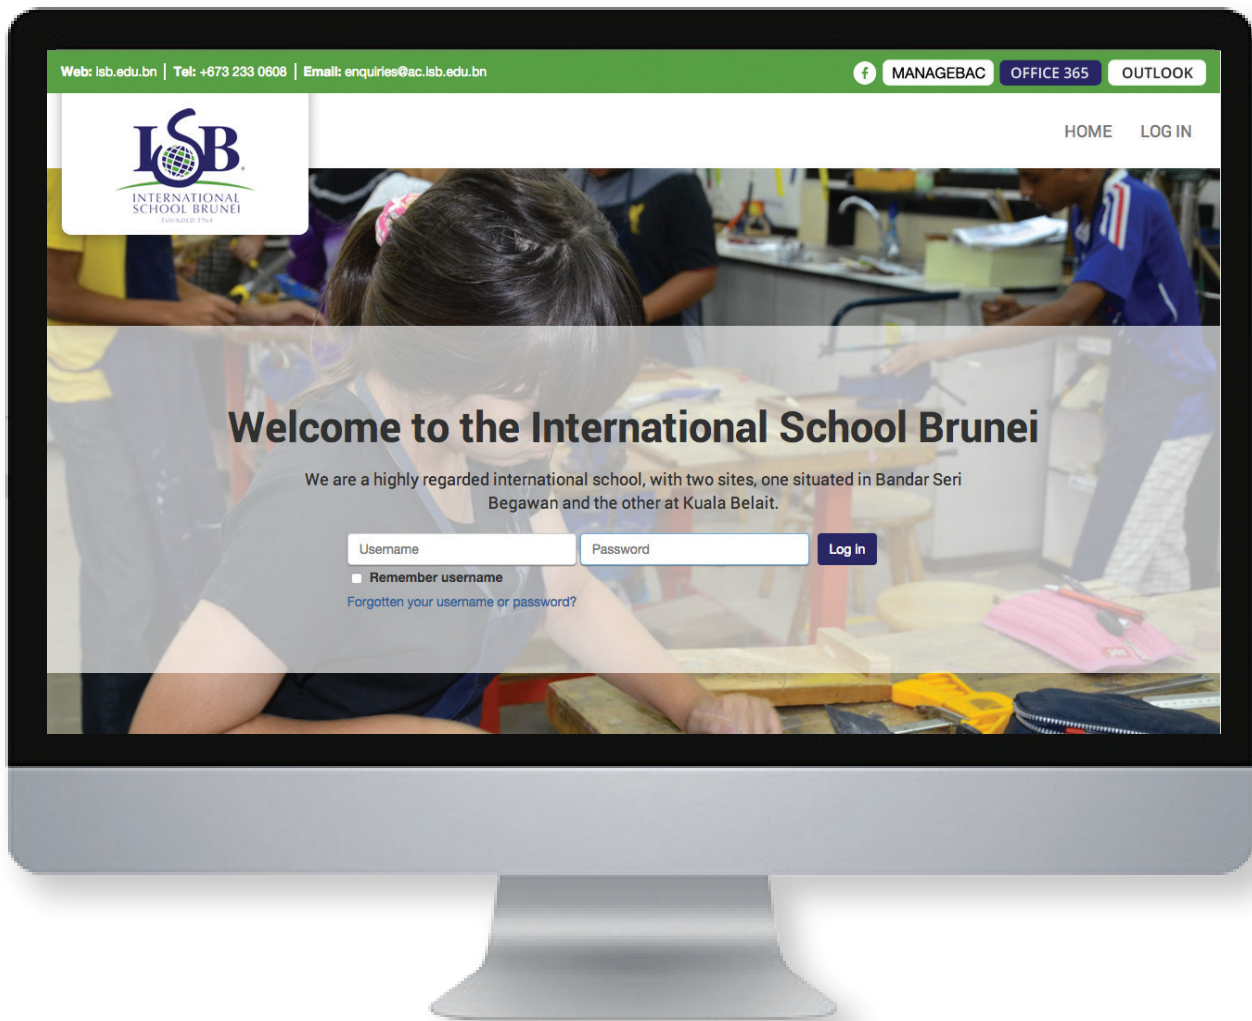 Web: isb.edu.bn | Tel: +673 233 0608 | Email: enquiries@ac.isb.edu.bn
f MANAGEBAC OFFICE 365 OUTLOOK
HOME LOG IN
ISB
INTERNATIONAL
SCHOOL BRUNEI
FOUNDED 1964
Welcome to the International School Brunei
We are a highly regarded international school, with two sites, one situated in Bandar Seri
Begawan and the other at Kuala Belait.
Username Password Log in
Remember username
Forgotten your username or password?